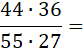 44 · 36
55 · 27 =